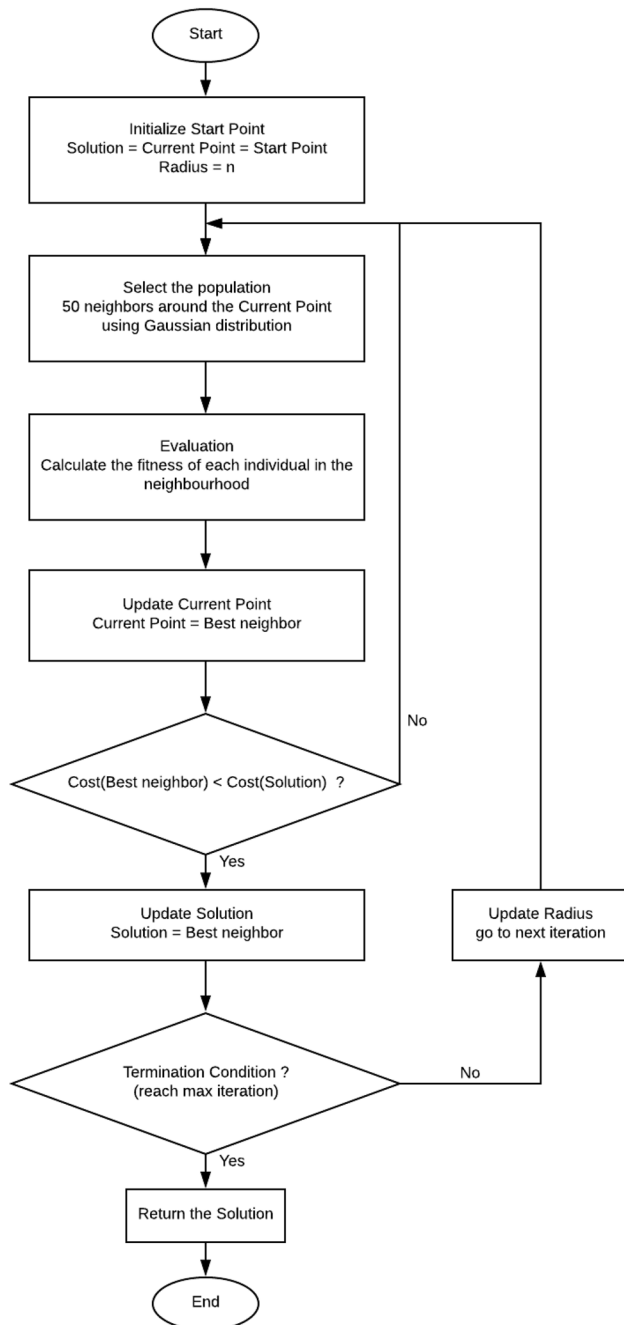 Start
Initialize Start Point
Solution = Current Point = Start Point
Radius = n
Select the population
50 neighbors around the Current Point
using Gaussian distribution
Evaluation
Calculate the fitness of each individual in the
neighbourhood
Update Current Point
Current Point = Best neighbor
No
Cost(Best neighbor) < Cost(Solution) ?
Yes
Update Solution
Solution = Best neighbor
Update Radius
go to next iteration
Termination Condition ?
(reach max iteration)
No
Yes
Return the Solution
End